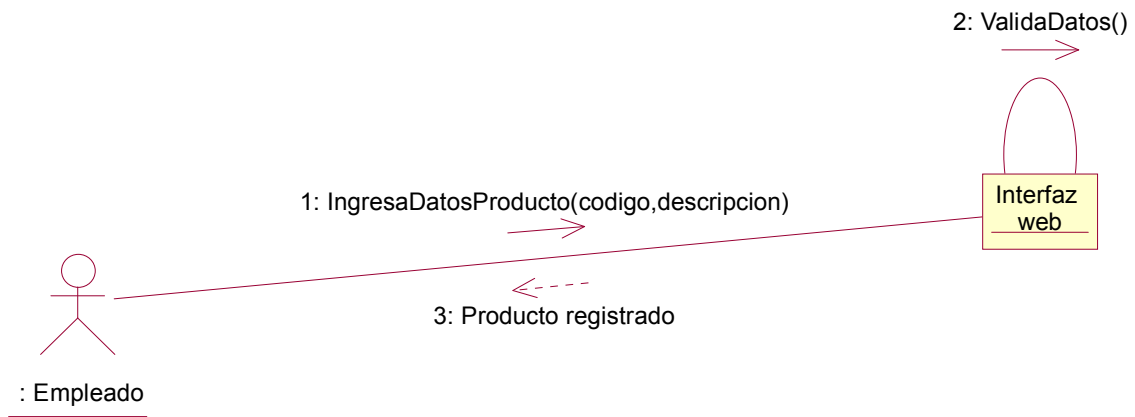 2: ValidaDatos()
1: IngresaDatosProducto(codigo,descripcion)
Interfaz
web
3: Producto registrado
: Empleado